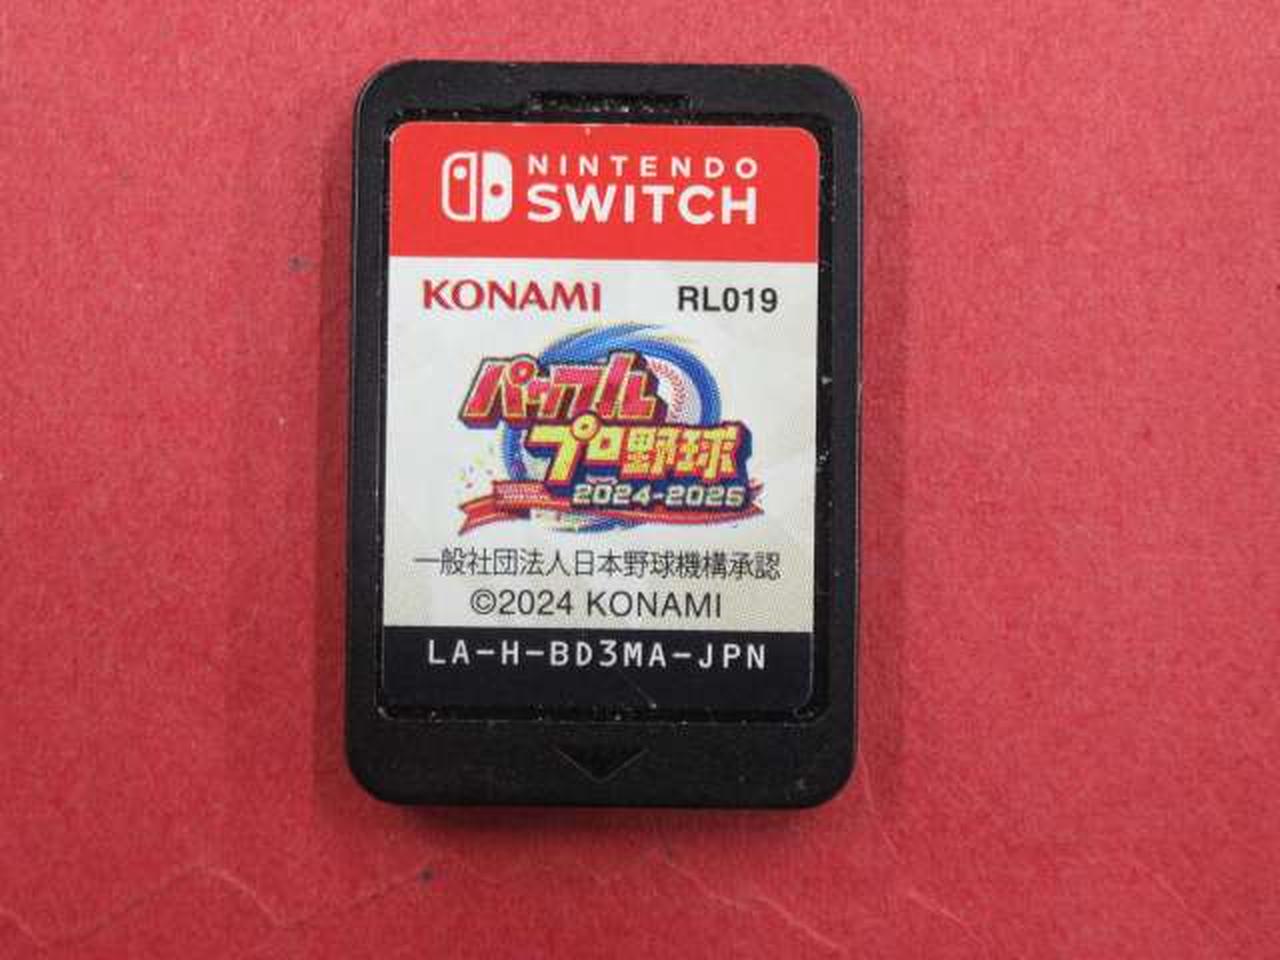 NINTENDO
SWITCH
KONAMI RL019
パワフル
プロ野球
2024-2025
一般社団法人日本野球機構承認
©2024 KONAMI
LA-H-BD3MA-JPN